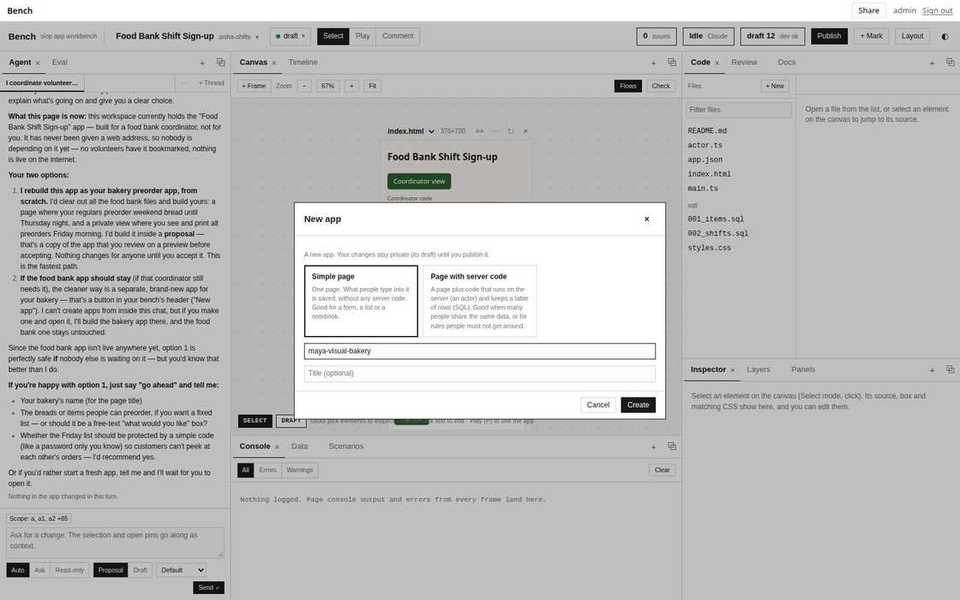 Bench
Share
admin
Sign out
Bench
slop app workbench
Food Bank Shift Sign-up
draft
Select
Play
Comment
0 issues
Idle Claude
draft 12 dev ok
Publish
+ Mark
Layout
Agent
Eval
I coordinate volunteer…
+ Thread
explain what's going on and give you a clear choice.
What this page is now: this workspace currently holds the "Food
Bank Shift Sign-up" app — built for a food bank coordinator, not for
you. It has never been given a web address, so nobody is
depending on it yet — no volunteers have it bookmarked, nothing
is live on the internet.
Your two options:
1. I rebuild this app as your bakery preorder app, from
scratch. I'd clear out all the food bank files and build yours: a
page where your regulars preorder weekend bread until
Thursday night, and a private view where you see and print all
preorders Friday morning. I'd build it inside a proposal —
that's a copy of the app that you review on a preview before
accepting. Nothing changes for anyone until you accept it. This
is the fastest path.
2. If the food bank app should stay (if that coordinator still
needs it), the cleaner way is a separate, brand-new app for
your bakery — that's a button in your bench's header ("New
app"). I can't create apps from inside this chat, but if you make
one and open it, I'll build the bakery app there, and the food
bank one stays untouched.
Since the food bank app isn't live anywhere yet, option 1 is
perfectly safe if nobody else is waiting on it — but you'd know that
better than I do.
If you're happy with option 1, just say "go ahead" and tell me:
• Your bakery's name (for the page title)
• The breads or items people can preorder, if you want a fixed
list — or should it be a free-text "what would you like" box?
• Whether the Friday list should be protected by a simple code
(like a password only you know) so customers can't peek at
each other's orders — I'd recommend yes.
Or if you'd rather start a fresh app, tell me and I'll wait for you to
open it.
Nothing in the app changed in this turn.
Scope: a, a1, a2 +85
Ask for a change. The selection and open pins go along as
context.
Auto
Ask
Read-only
Proposal
Draft
Default
Send
Canvas
Timeline
+ Frame
Zoom
−
67%
+
Fit
Flows
Check
index.html
375×720
Food Bank Shift Sign-up
Coordinator view
Coordinator code
New app
A new app. Your changes stay private (its draft) until you publish it.
Simple page
One page. What people type into it
is saved, without any server code.
Good for a form, a list or a
notebook.
Page with server code
A page plus code that runs on the
server (an actor) and keeps a table
of rows (SQL). Good when many
people share the same data, or for
rules people must not get around.
maya-visual-bakery
Title (optional)
Cancel
Create
SELECT
DRAFT
Console
Data
Scenarios
All
Errors
Warnings
Clear
Nothing logged. Page console output and errors from every frame land here.
Code
Review
Docs
Files
+ New
Filter files
README.md
actor.ts
app.json
index.html
main.ts
sql/
001_items.sql
002_shifts.sql
styles.css
Open a file from the list, or select an element
on the canvas to jump to its source.
Inspector
Layers
Panels
Select an element on the canvas (Select mode, click). Its source, box and
matching CSS show here, and you can edit them.